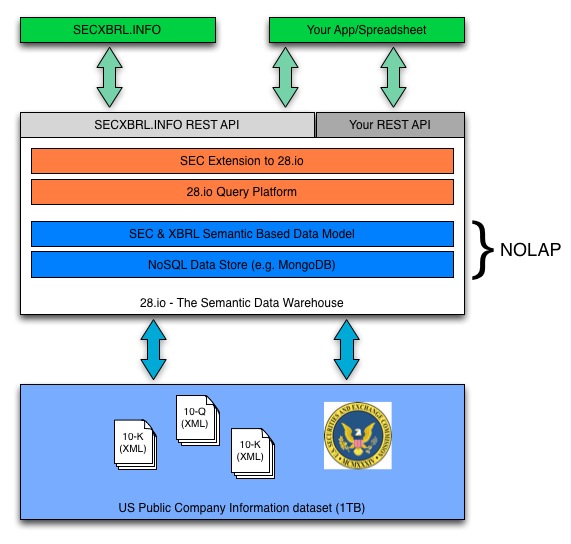 SECXBRL.INFO
Your App/Spreadsheet
SECXBRL.INFO REST API
Your REST API
SEC Extension to 28.io
28.io Query Platform
SEC & XBRL Semantic Based Data Model
NoSQL Data Store (e.g. MongoDB)
NOLAP
28.io - The Semantic Data Warehouse
10-K
(XML)
10-Q
(XML)
10-K
(XML)
U.S. SECURITIES AND EXCHANGE COMMISSION
MCMXXXIV
US Public Company Information dataset (1TB)